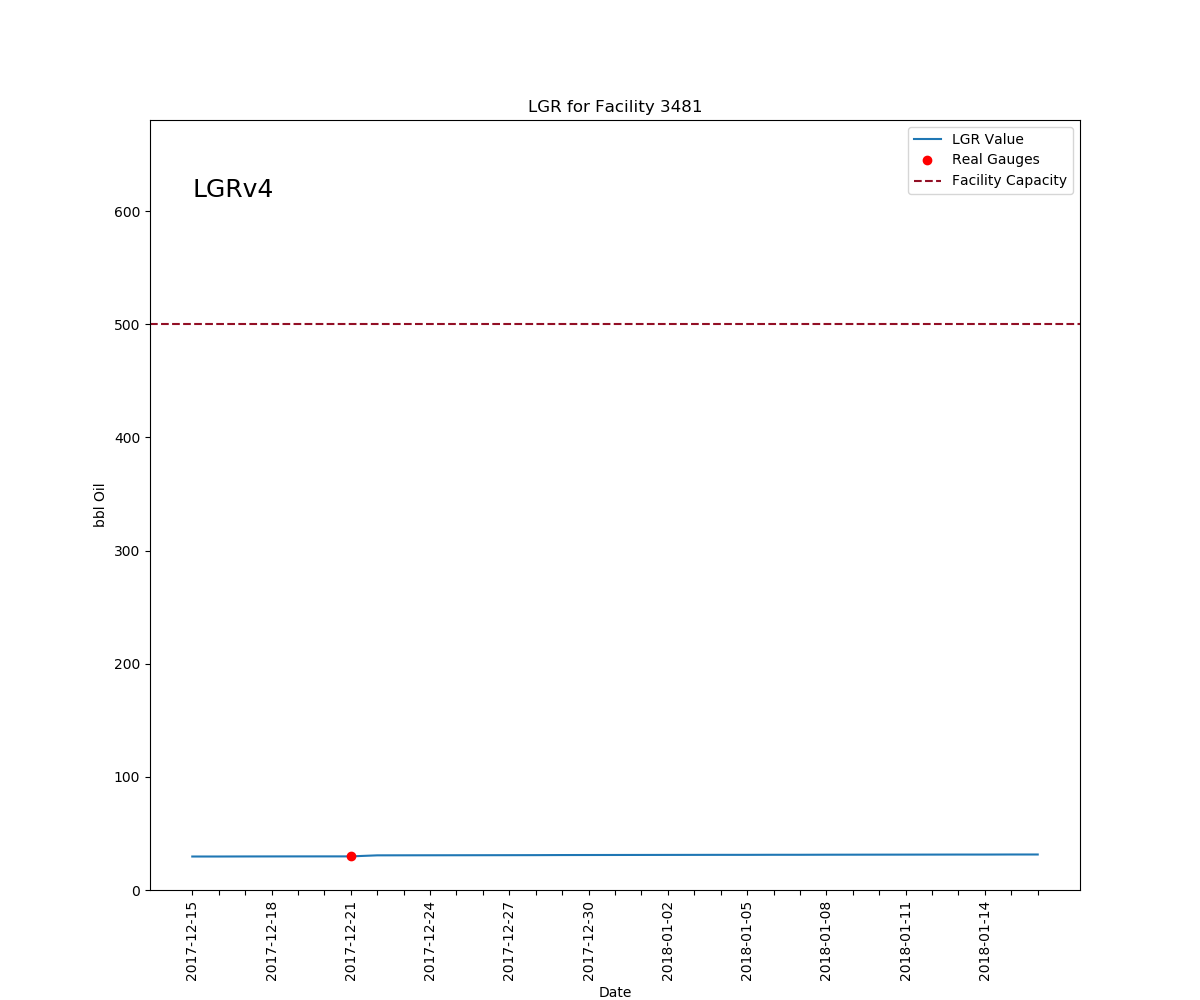 LGR for Facility 3481
LGRv4
LGR Value
Real Gauges
Facility Capacity
600
500
400
300
200
100
0
bbl Oil
2017-12-15
2017-12-18
2017-12-21
2017-12-24
2017-12-27
2017-12-30
2018-01-02
2018-01-05
2018-01-08
2018-01-11
2018-01-14
Date